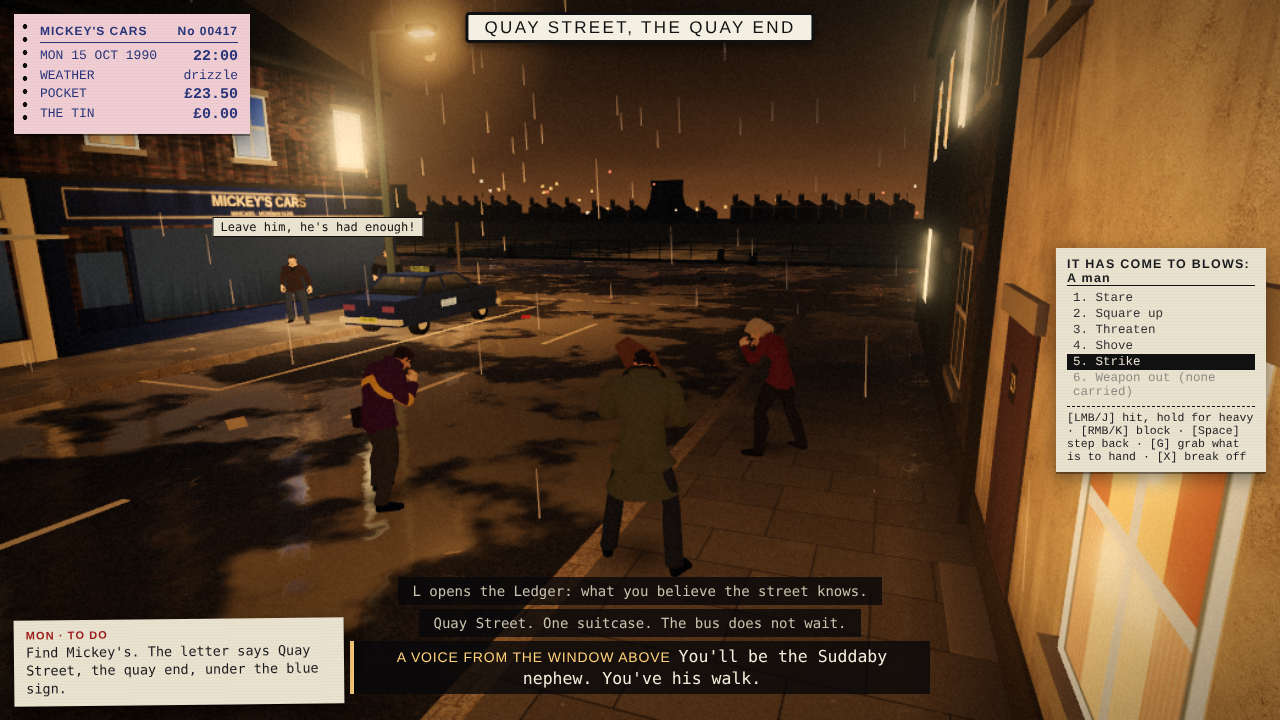 MICKEY'S CARS No 00417
MON 15 OCT 1990 22:00
WEATHER drizzle
POCKET £23.50
THE TIN £0.00
QUAY STREET, THE QUAY END
MICKEY'S CARS
Leave him, he's had enough!
IT HAS COME TO BLOWS:
A man
1. Stare
2. Square up
3. Threaten
4. Shove
5. Strike
6. Weapon out (none
carried)
[LMB/J] hit, hold for heavy
· [RMB/K] block · [Space]
step back · [G] grab what
is to hand · [X] break off
L opens the Ledger: what you believe the street knows.
Quay Street. One suitcase. The bus does not wait.
A VOICE FROM THE WINDOW ABOVE You'll be the Suddaby
nephew. You've his walk.
MON · TO DO
Find Mickey's. The letter says Quay
Street, the quay end, under the blue
sign.